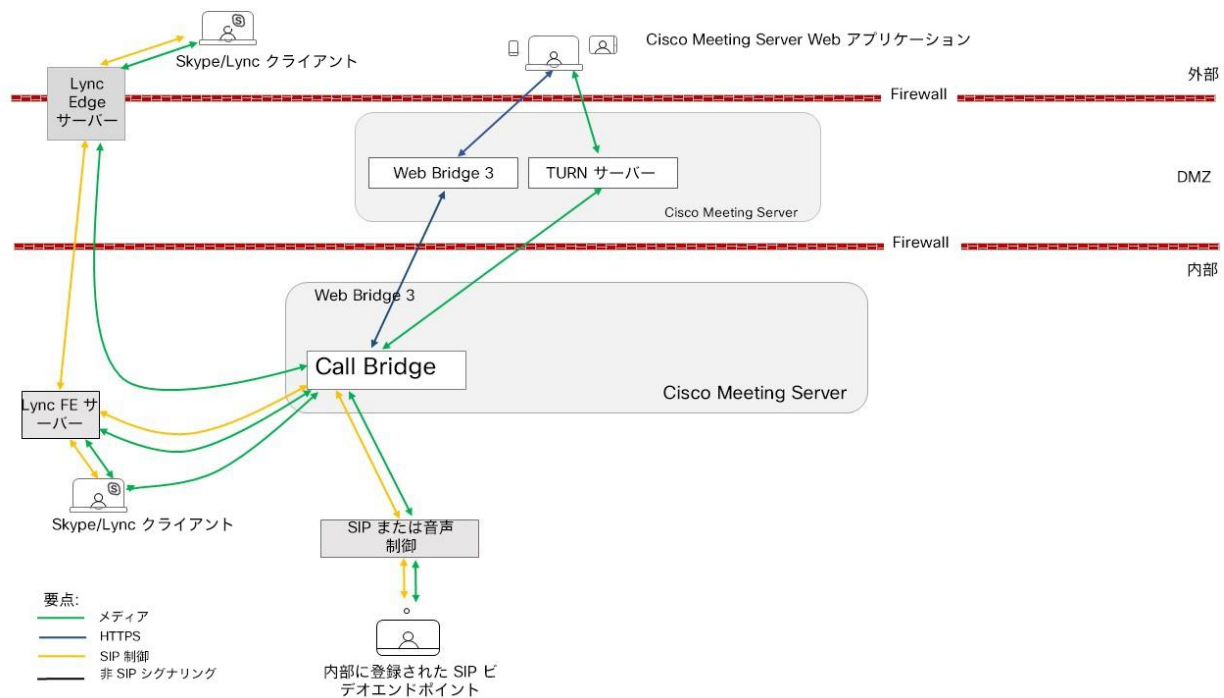 Skype/Lync クライアント
Cisco Meeting Server Web アプリケーション
外部
Lync
Edge
サーバー
Firewall
Web Bridge 3
TURN サーバー
Cisco Meeting Server
DMZ
Firewall
内部
Web Bridge 3
Call Bridge
Cisco Meeting Server
Lync FE サ
ーバー
Skype/Lync クライアント
SIP または音声
制御
内部に登録された SIP ビ
デオエンドポイント
要点:
メディア
HTTPS
SIP 制御
非 SIP シグナリング